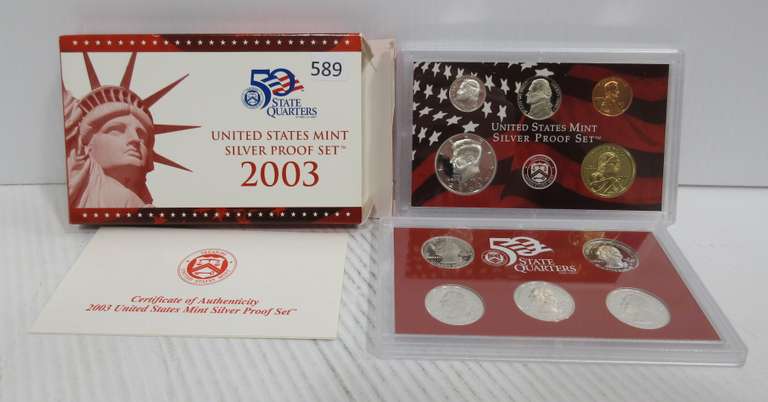 50
STATE
QUARTERS
589
UNITED STATES MINT
SILVER PROOF SET™
2003
Certificate of Authenticity
2003 United States Mint Silver Proof Set™
UNITED STATES MINT
SILVER PROOF SET™
50
STATE
QUARTERS